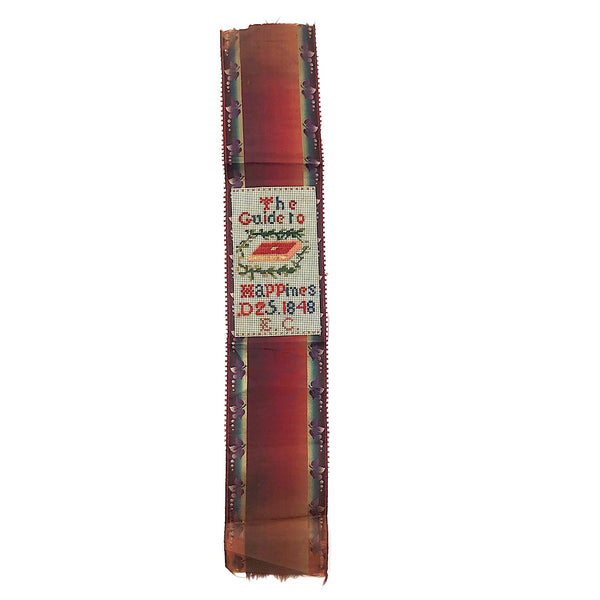 The
Guide to
Happines
D25.1848
E.C.